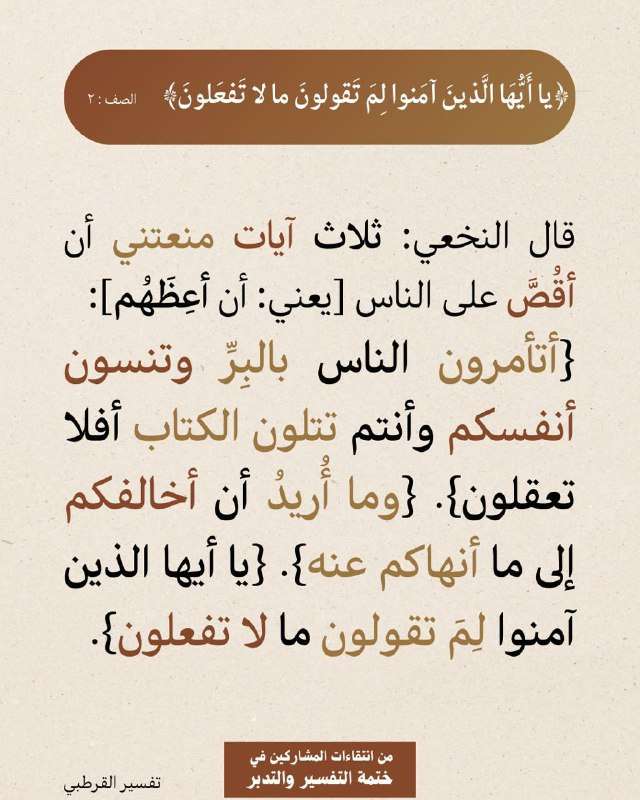 ﴿يا أَيُّهَا الَّذينَ آمَنوا لِمَ تَقولونَ ما لا تَفعَلونَ﴾ الصف : ٢
قال النخعي: ثلاث آيات منعتني أن
أقُصَّ على الناس [يعني: أن أعِظَهُم]:
{أتأمرون الناس بالبِرِّ وتنسون
أنفسكم وأنتم تتلون الكتاب أفلا
تعقلون}. {وما أُريدُ أن أخالفكم
إلى ما أنهاكم عنه}. {يا أيها الذين
آمنوا لِمَ تقولون ما لا تفعلون}.
من انتقاءات المشاركين في
ختمة التفسير والتدبر
تفسير القرطبي